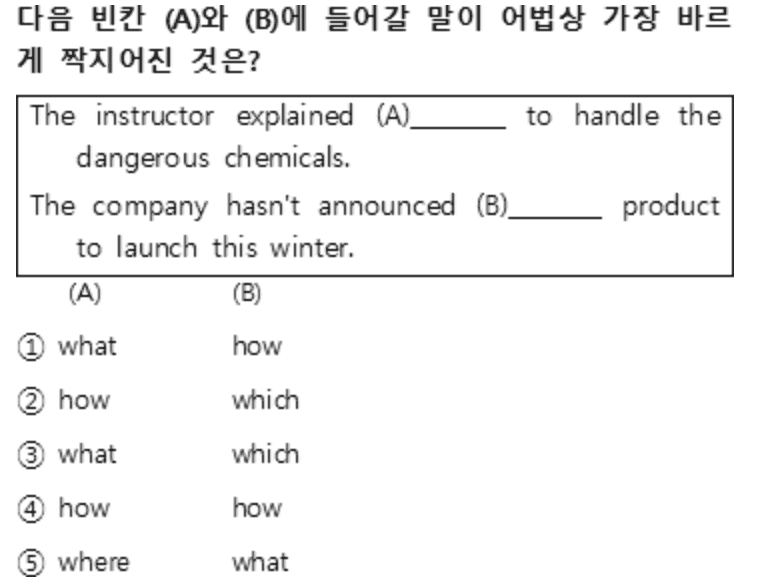 다음 빈칸 (A)와 (B)에 들어갈 말이 어법상 가장 바르
게 짝지어진 것은?
The instructor explained (A)______ to handle the
dangerous chemicals.
The company hasn't announced (B)______ product
to launch this winter.
(A) (B)
① what how
② how which
③ what which
④ how how
⑤ where what